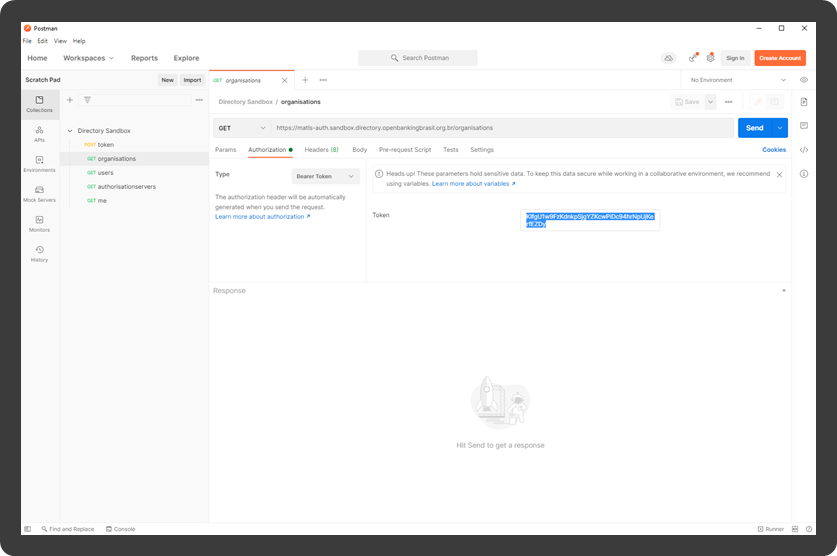 Postman
File Edit View Help
Home Workspaces Reports Explore Search Postman Sign In Create Account
Scratch Pad New Import GET organisations No Environment
Collections
APIs
Environments
Mock Servers
Monitors
History
Directory Sandbox
POST token
GET organisations
GET users
GET authorisationservers
GET me
Directory Sandbox / organisations Save
GET https://matls-auth.sandbox.directory.openbankingbrasil.org.br/organisations Send
Params Authorization Headers (8) Body Pre-request Script Tests Settings Cookies
Type Bearer Token
The authorization header will be automatically
generated when you send the request.
Learn more about authorization ↗
Heads up! These parameters hold sensitive data. To keep this data secure while working in a collaborative environment, we recommend
using variables. Learn more about variables ↗
Token
Response
Hit Send to get a response
Find and Replace Console Runner